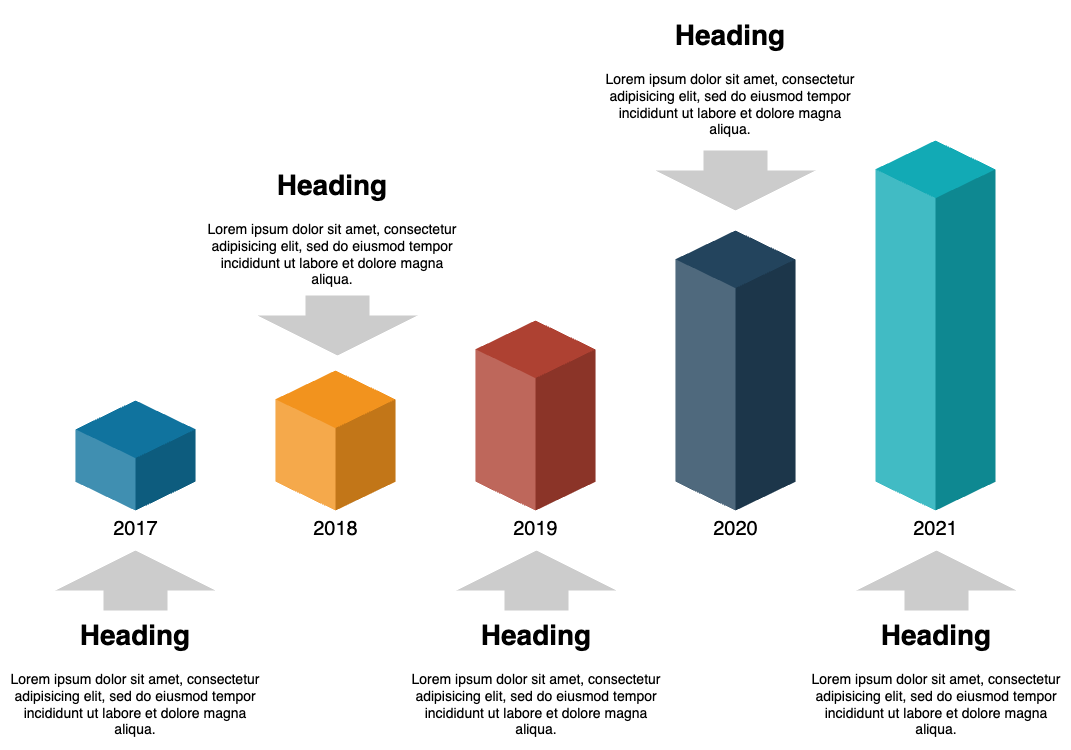 Heading
Lorem ipsum dolor sit amet, consectetur
adipisicing elit, sed do eiusmod tempor
incididunt ut labore et dolore magna
aliqua.
Heading
Lorem ipsum dolor sit amet, consectetur
adipisicing elit, sed do eiusmod tempor
incididunt ut labore et dolore magna
aliqua.
2017
2018
2019
2020
2021
Heading
Lorem ipsum dolor sit amet, consectetur
adipisicing elit, sed do eiusmod tempor
incididunt ut labore et dolore magna
aliqua.
Heading
Lorem ipsum dolor sit amet, consectetur
adipisicing elit, sed do eiusmod tempor
incididunt ut labore et dolore magna
aliqua.
Heading
Lorem ipsum dolor sit amet, consectetur
adipisicing elit, sed do eiusmod tempor
incididunt ut labore et dolore magna
aliqua.